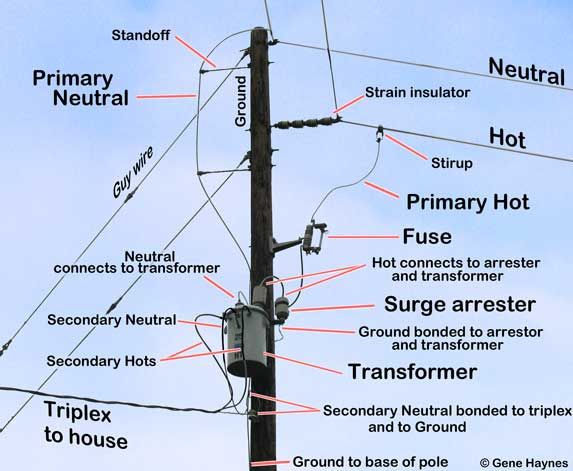 Standoff
Primary
Neutral
Ground
Neutral
Strain insulator
Hot
Stirup
Guy wire
Primary Hot
Fuse
Neutral
connects to transformer
Hot connects to arrester
and transformer
Surge arrester
Secondary Neutral
Ground bonded to arrestor
and transformer
Secondary Hots
Transformer
Triplex
to house
Secondary Neutral bonded to triplex
and to Ground
Ground to base of pole
© Gene Haynes